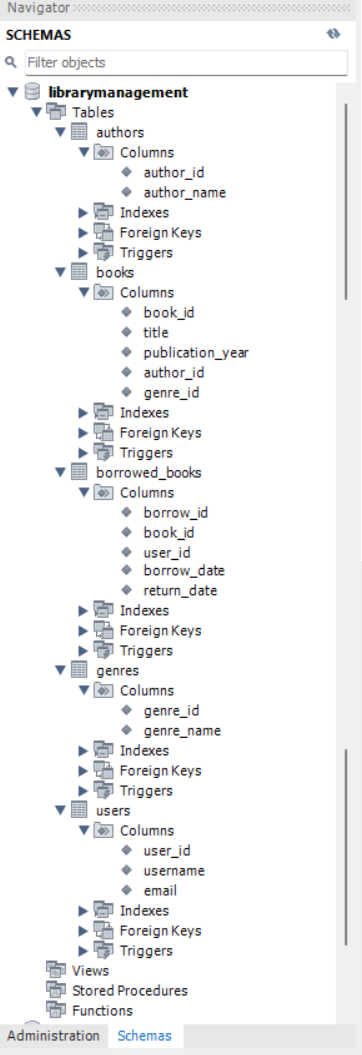 Navigator
SCHEMAS
Filter objects
librarymanagement
Tables
authors
Columns
author_id
author_name
Indexes
Foreign Keys
Triggers
books
Columns
book_id
title
publication_year
author_id
genre_id
Indexes
Foreign Keys
Triggers
borrowed_books
Columns
borrow_id
book_id
user_id
borrow_date
return_date
Indexes
Foreign Keys
Triggers
genres
Columns
genre_id
genre_name
Indexes
Foreign Keys
Triggers
users
Columns
user_id
username
email
Indexes
Foreign Keys
Triggers
Views
Stored Procedures
Functions
Administration Schemas